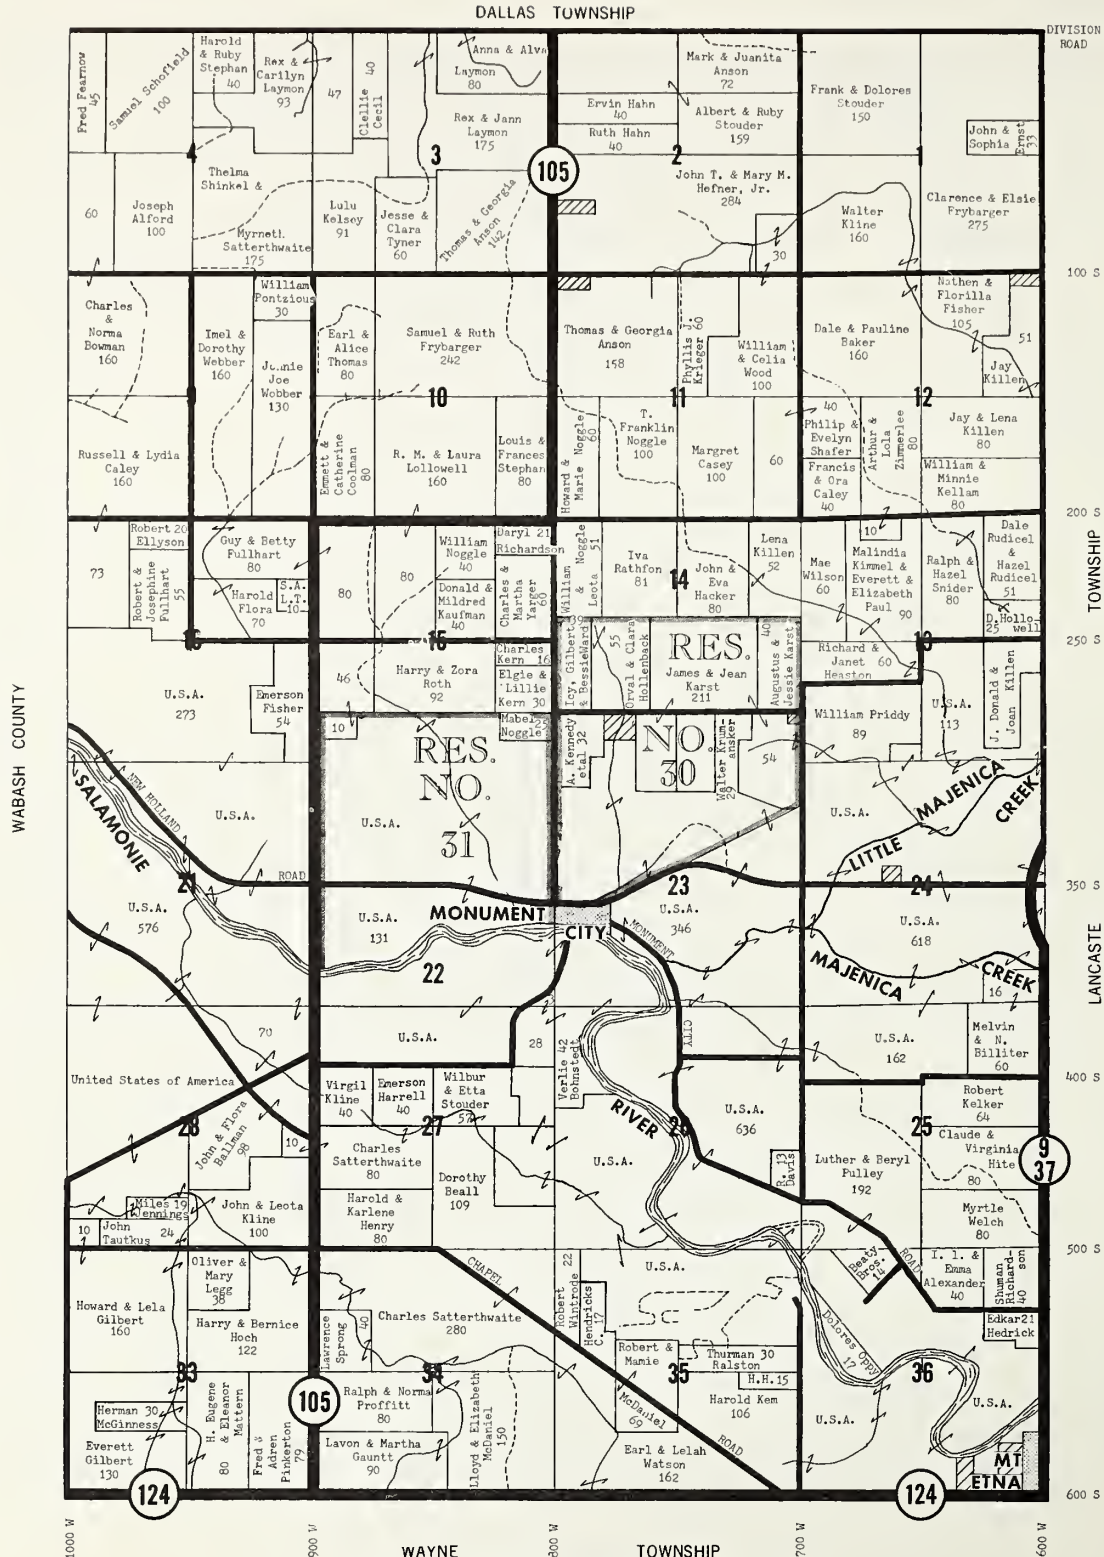 DALLAS TOWNSHIP
DIVISION
ROAD
Fred Fearnow
45
Samuel Schofield
100
Harold
& Ruby
Stephan
40
Rex &
Carilyn
Laymon
93
47
Clellie
Cecil
40
Anna & Alva
Laymon
80
Rex & Jann
Laymon
175
Mark & Juanita
Anson
72
Ervin Hahn
40
Ruth Hahn
40
Albert & Ruby
Stouder
159
Frank & Dolores
Stouder
150
John &
Sophia
Ernst
33
4
3
105
2
1
60
Joseph
Alford
100
Thelma
Shinkel &
Myrneth
Satterthwaite
175
Lulu
Kelsey
91
Jesse &
Clara
Tyner
60
Thomas & Georgia
Anson
142
John T. & Mary M.
Hefner, Jr.
284
30
Walter
Kline
160
Clarence & Elsie
Frybarger
275
100 S
Charles
&
Norma
Bowman
160
Imel &
Dorothy
Webber
160
William
Pontzious
30
Joe
Wobber
130
Earl &
Alice
Thomas
80
Samuel & Ruth
Frybarger
242
Thomas & Georgia
Anson
158
Phyllis J.
Krieger 60
William
& Celia
Wood
100
Dale & Pauline
Baker
160
Nathen &
Florilla
Fisher
105
51
Jay
Killen
9
10
11
12
Russell & Lydia
Caley
160
Emmett &
Catherine
Coolman
80
R. M. & Laura
Lollowell
160
Louis &
Frances
Stephan
80
Howard &
Marie Noggle
60
T.
Franklin
Noggle
100
Margret
Casey
100
60
40
Philip &
Evelyn
Shafer
Francis
& Ora
Caley
40
Arthur &
Lola
Zimmerlee
80
Jay & Lena
Killen
80
William &
Minnie
Kellam
80
200 S
73
Robert 20
Ellyson
Robert &
Josephine
Fullhart
55
Guy & Betty
Fullhart
80
Harold
Flora
70
S.A.
L.T.
10
80
80
William
Noggle
40
Donald &
Mildred
Kaufman
40
Daryl 21
Richardson
Charles &
Martha
Yarger
60
William Noggle
&
Leota 51
Iva
Rathfon
81
14
John &
Eva
Hacker
80
Lena
Killen
52
Mae
Wilson
60
10
Malindia
Kimmel &
Everett &
Elizabeth
Paul 90
Ralph &
Hazel
Snider
80
Dale
Rudicel
&
Hazel
Rudicel
51
D. Hollo-
25 well
TOWNSHIP
16
15
13
250 S
U.S.A.
273
Emerson
Fisher
54
46
Harry & Zora
Roth
92
Charles
Kern 16
Elgie &
Lillie
Kern 30
Icy, Gilbert 39
& Bessie Ward
55
Orval & Clara
Hollenback
RES.
James & Jean
Karst
211
Augustus & 40
Jessie Karst
Richard &
Janet 60
Heaston
U.S.A.
113
J. Donald &
Joan Killen
WABASH COUNTY
10
RES.
NO.
31
Mabel 25
Noggle
A. Kennedy
etal 32
NO.
30
Walter Krum-
ansker
29
54
William Priddy
89
SALAMONIE
NEW HOLLAND
ROAD
U.S.A.
U.S.A.
U.S.A.
LITTLE
MAJENICA
CREEK
21
23
24
350 S
U.S.A.
576
U.S.A.
131
MONUMENT
CITY
U.S.A.
346
MONUMENT
CITY
U.S.A.
618
MAJENICA
CREEK
16
LANCASTE
22
70
U.S.A.
28
U.S.A.
162
Melvin
& N.
Billiter
60
400 S
United States of America
28
Virgil
Kline
40
Emerson
Harrell
40
Wilbur
& Etta
Stouder
57
Verlie 42
Bohnstedt
RIVER
26
U.S.A.
636
Robert
Kelker
64
25
27
John & Flora
Ballman
98
10
Charles
Satterthwaite
80
U.S.A.
R. 13
Davis
Luther & Beryl
Pulley
192
Claude &
Virginia
Hite
80
9
37
Miles 19
Jennings
10
John 24
Tautkus
John & Leota
Kline
100
Harold &
Karlene
Henry
80
Dorothy
Beall
109
Myrtle
Welch
80
500 S
Howard & Lela
Gilbert
160
Oliver &
Mary
Legg
38
Harry & Bernice
Hoch
122
Lawrence
Sprong
40
Charles Satterthwaite
280
CHAPEL
ROAD
Robert
Wintrode 22
Hendricks
C. 17
U.S.A.
Beaty
Bros.
14
ROAD
I. l. &
Emma
Alexander
40
Shuman
Richard-
son
40
Edkar21
Hedrick
33
34
Robert &
Mamie
McDaniel
69
35
Thurman 30
Ralston
H.H.15
Harold Kem
106
Dolores Oppy
17
36
Herman 30
McGinness
Everett
Gilbert
130
H. Eugene
& Eleanor
Mattern
80
Fred &
Adren
Pinkerton
79
105
Ralph & Norma
Proffitt
80
Lavon & Martha
Gauntt
90
Lloyd & Elizabeth
McDaniel
150
Earl & Lelah
Watson
162
U.S.A.
U.S.A.
MT
ETNA
124
124
600 S
1000 W
900 W
800 W
700 W
600 W
WAYNE TOWNSHIP